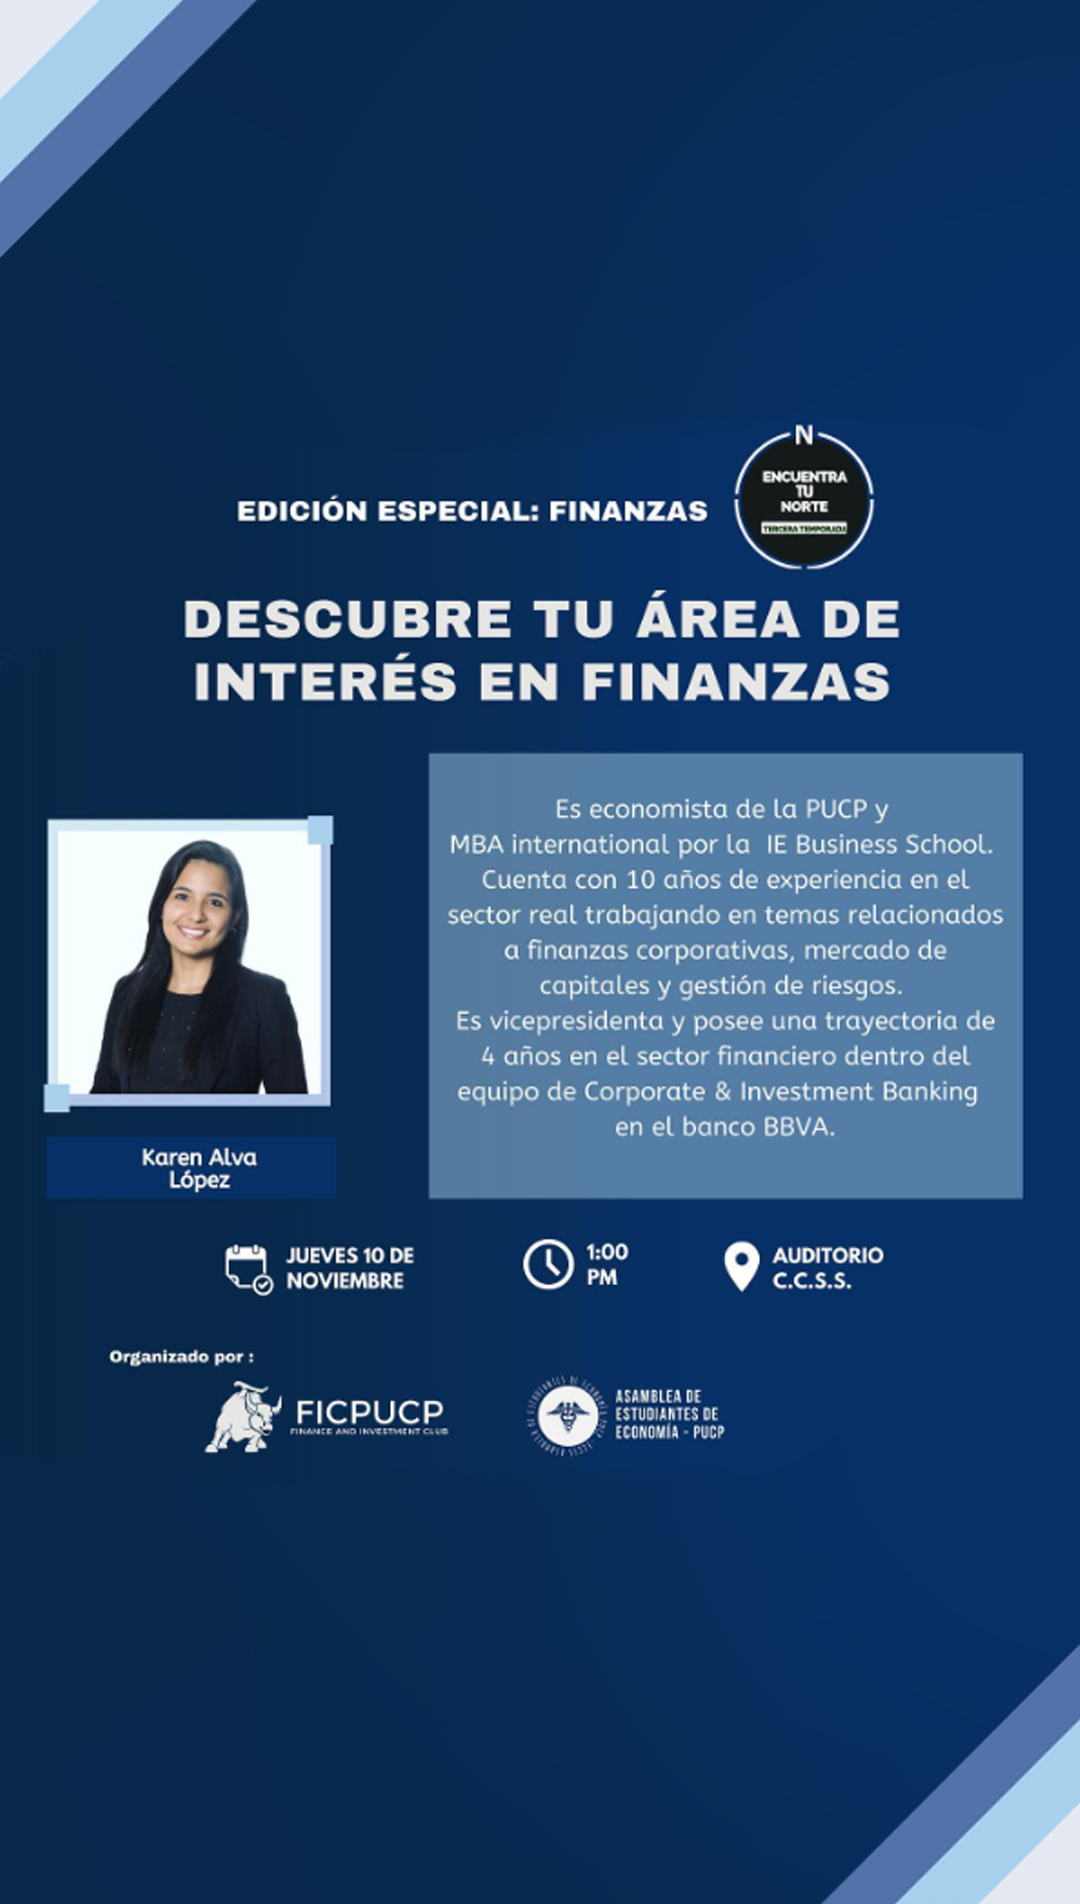 N
ENCUENTRA
TU
NORTE
TERCERA TEMPORADA
EDICIÓN ESPECIAL: FINANZAS
DESCUBRE TU ÁREA DE
INTERÉS EN FINANZAS
Es economista de la PUCP y
MBA international por la IE Business School.
Cuenta con 10 años de experiencia en el
sector real trabajando en temas relacionados
a finanzas corporativas, mercado de
capitales y gestión de riesgos.
Es vicepresidenta y posee una trayectoria de
4 años en el sector financiero dentro del
equipo de Corporate & Investment Banking
en el banco BBVA.
Karen Alva
López
JUEVES 10 DE
NOVIEMBRE
1:00
PM
AUDITORIO
C.C.S.S.
Organizado por :
FICPUCP
FINANCE AND INVESTMENT CLUB
ASAMBLEA DE
ESTUDIANTES DE
ECONOMÍA - PUCP